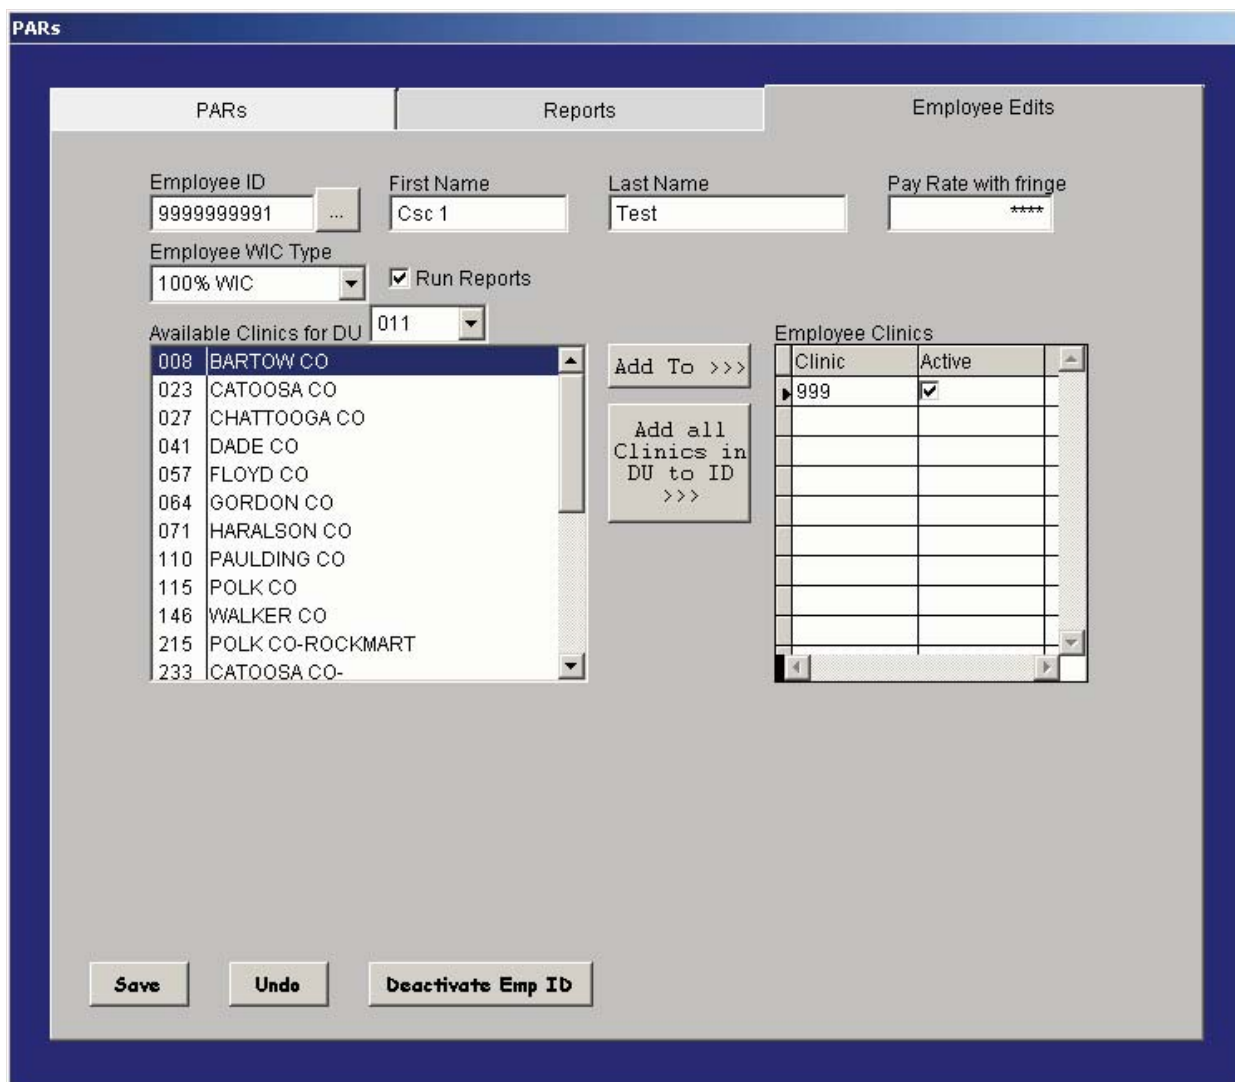 PARs
PARs Reports Employee Edits
Employee ID First Name Last Name Pay Rate with fringe
9999999991 ... Csc 1 Test ****
Employee WIC Type
100% WIC Run Reports
Available Clinics for DU 011 Employee Clinics
008 BARTOW CO
023 CATOOSA CO
027 CHATTOOGA CO
041 DADE CO
057 FLOYD CO
064 GORDON CO
071 HARALSON CO
110 PAULDING CO
115 POLK CO
146 WALKER CO
215 POLK CO-ROCKMART
233 CATOOSA CO-
Add To >>>
Add all
Clinics in
DU to ID
>>>
Clinic Active
999
Save Undo Deactivate Emp ID